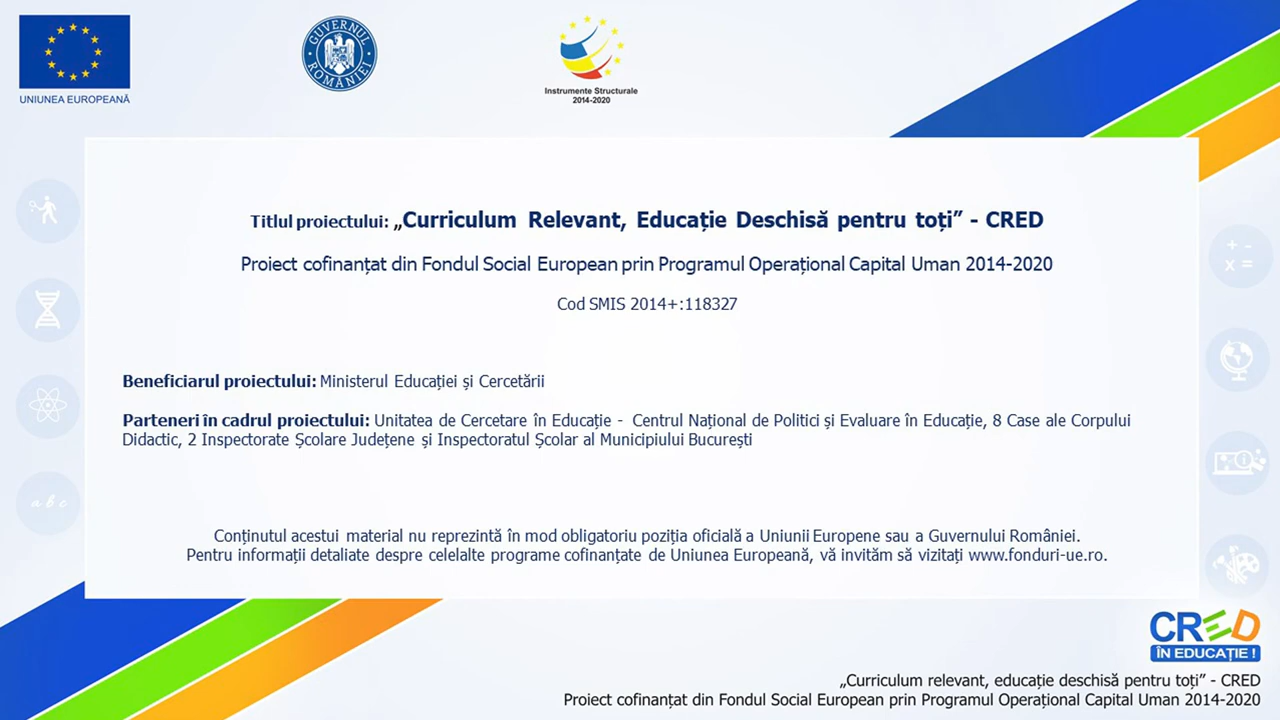 UNIUNEA EUROPEANĂ
GUVERNUL ROMÂNIEI
Instrumente Structurale
2014-2020
Titlul proiectului: „Curriculum Relevant, Educație Deschisă pentru toți” - CRED
Proiect cofinanțat din Fondul Social European prin Programul Operațional Capital Uman 2014-2020
Cod SMIS 2014+:118327
Beneficiarul proiectului: Ministerul Educației și Cercetării
Parteneri în cadrul proiectului: Unitatea de Cercetare în Educație - Centrul Național de Politici și Evaluare în Educație, 8 Case ale Corpului
Didactic, 2 Inspectorate Școlare Județene și Inspectoratul Școlar al Municipiului București
Conținutul acestui material nu reprezintă în mod obligatoriu poziția oficială a Uniunii Europene sau a Guvernului României.
Pentru informații detaliate despre celelalte programe cofinanțate de Uniunea Europeană, vă invităm să vizitați www.fonduri-ue.ro.
a b c
+ -
x =
CRED
ÎN EDUCAȚIE !
„Curriculum relevant, educație deschisă pentru toți” - CRED
Proiect cofinanțat din Fondul Social European prin Programul Operațional Capital Uman 2014-2020